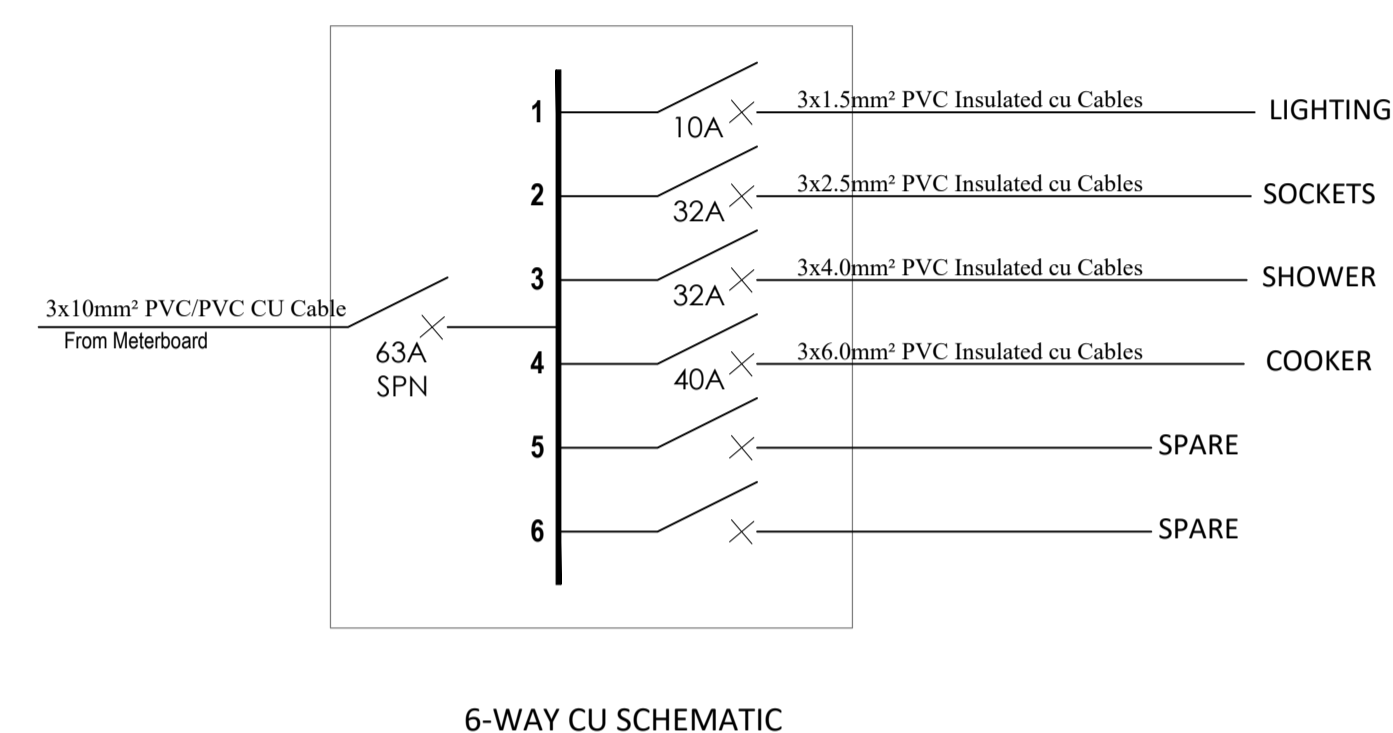 1
10A
3x1.5mm² PVC Insulated cu Cables
LIGHTING
2
32A
3x2.5mm² PVC Insulated cu Cables
SOCKETS
3
32A
3x4.0mm² PVC Insulated cu Cables
SHOWER
3x10mm² PVC/PVC CU Cable
From Meterboard
63A
SPN
4
40A
3x6.0mm² PVC Insulated cu Cables
COOKER
5
SPARE
6
SPARE
6-WAY CU SCHEMATIC